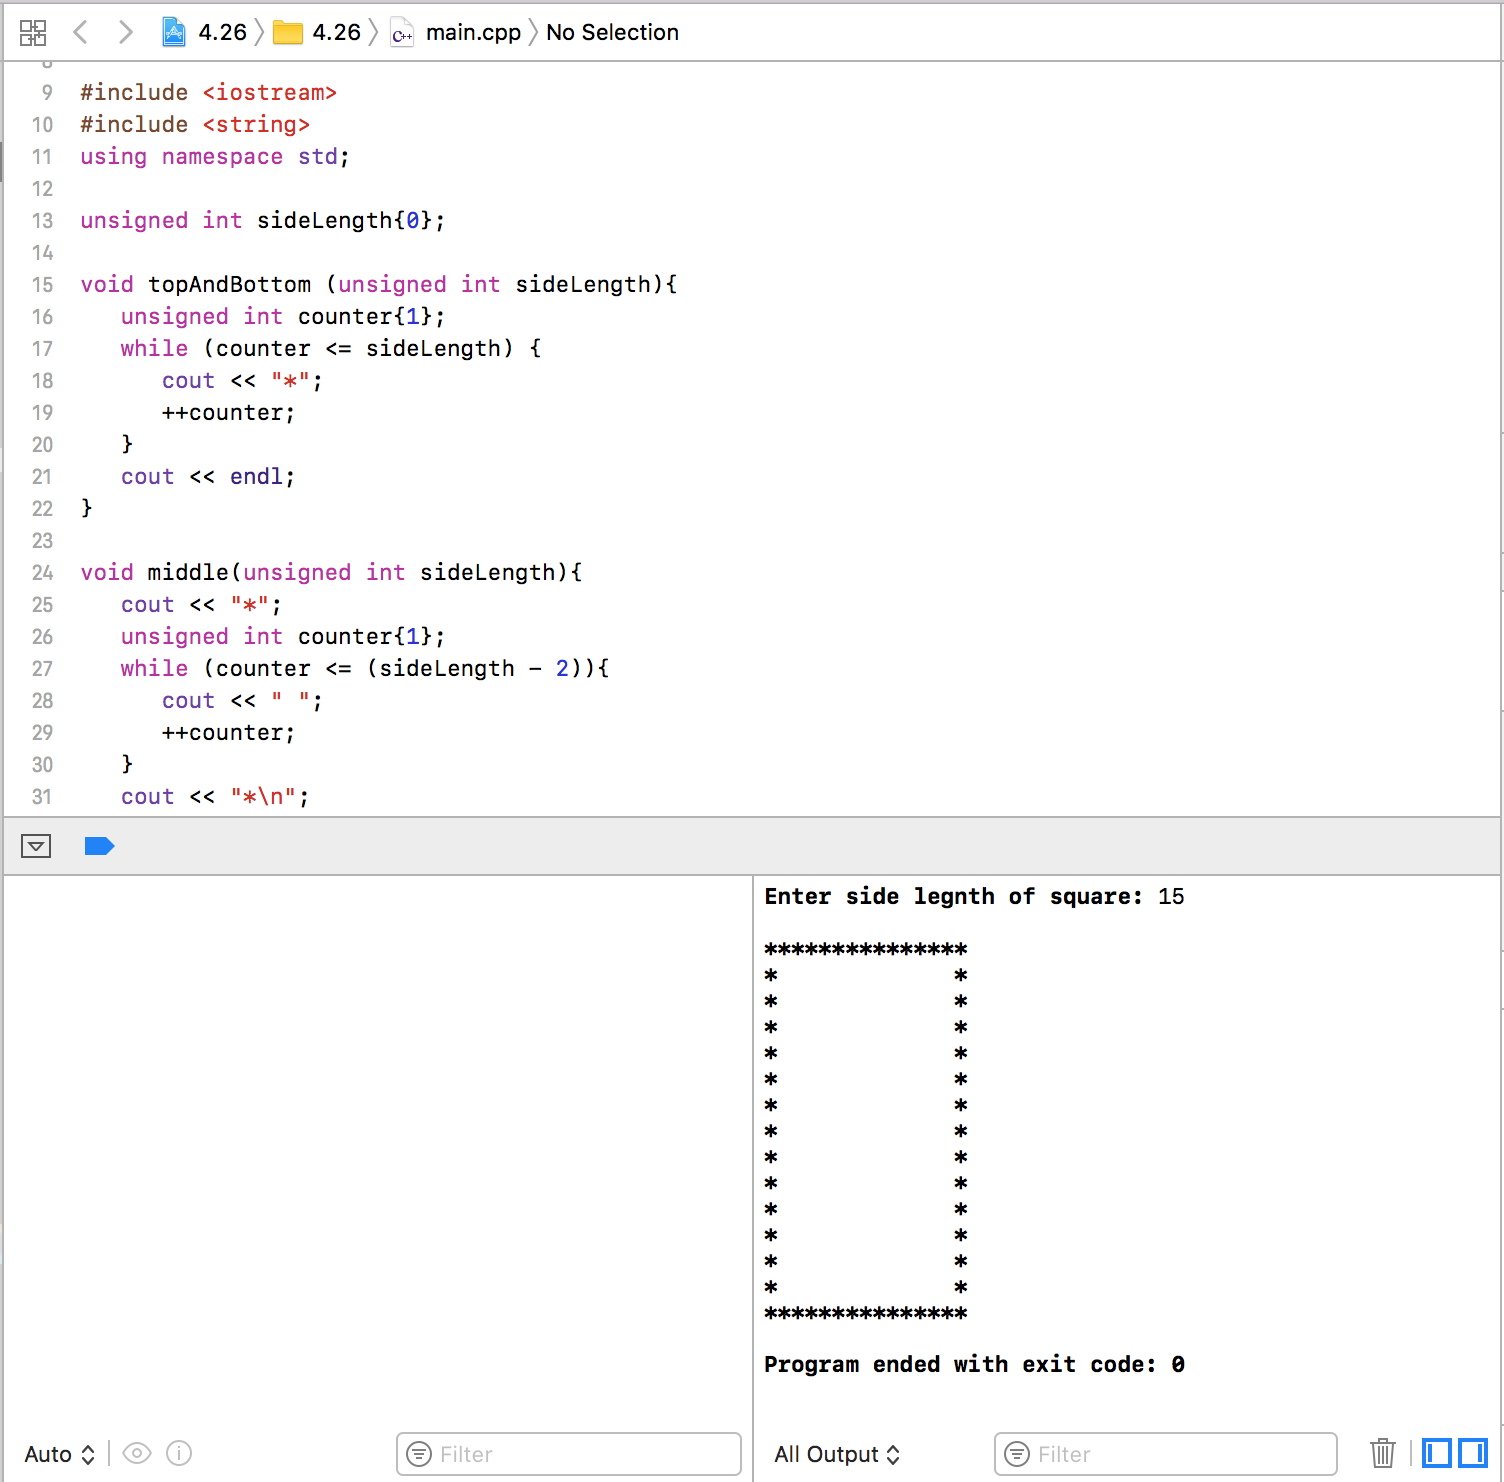 4.26 〉 4.26 〉 main.cpp 〉 No Selection
8
9 #include <iostream>
10 #include <string>
11 using namespace std;
12
13 unsigned int sideLength{0};
14
15 void topAndBottom (unsigned int sideLength){
16    unsigned int counter{1};
17    while (counter <= sideLength) {
18       cout << "*";
19       ++counter;
20    }
21    cout << endl;
22 }
23
24 void middle(unsigned int sideLength){
25    cout << "*";
26    unsigned int counter{1};
27    while (counter <= (sideLength - 2)){
28       cout << " ";
29       ++counter;
30    }
31    cout << "*\n";
Enter side legnth of square: 15
***************
*             *
*             *
*             *
*             *
*             *
*             *
*             *
*             *
*             *
*             *
*             *
*             *
*             *
***************
Program ended with exit code: 0
Auto Filter All Output Filter